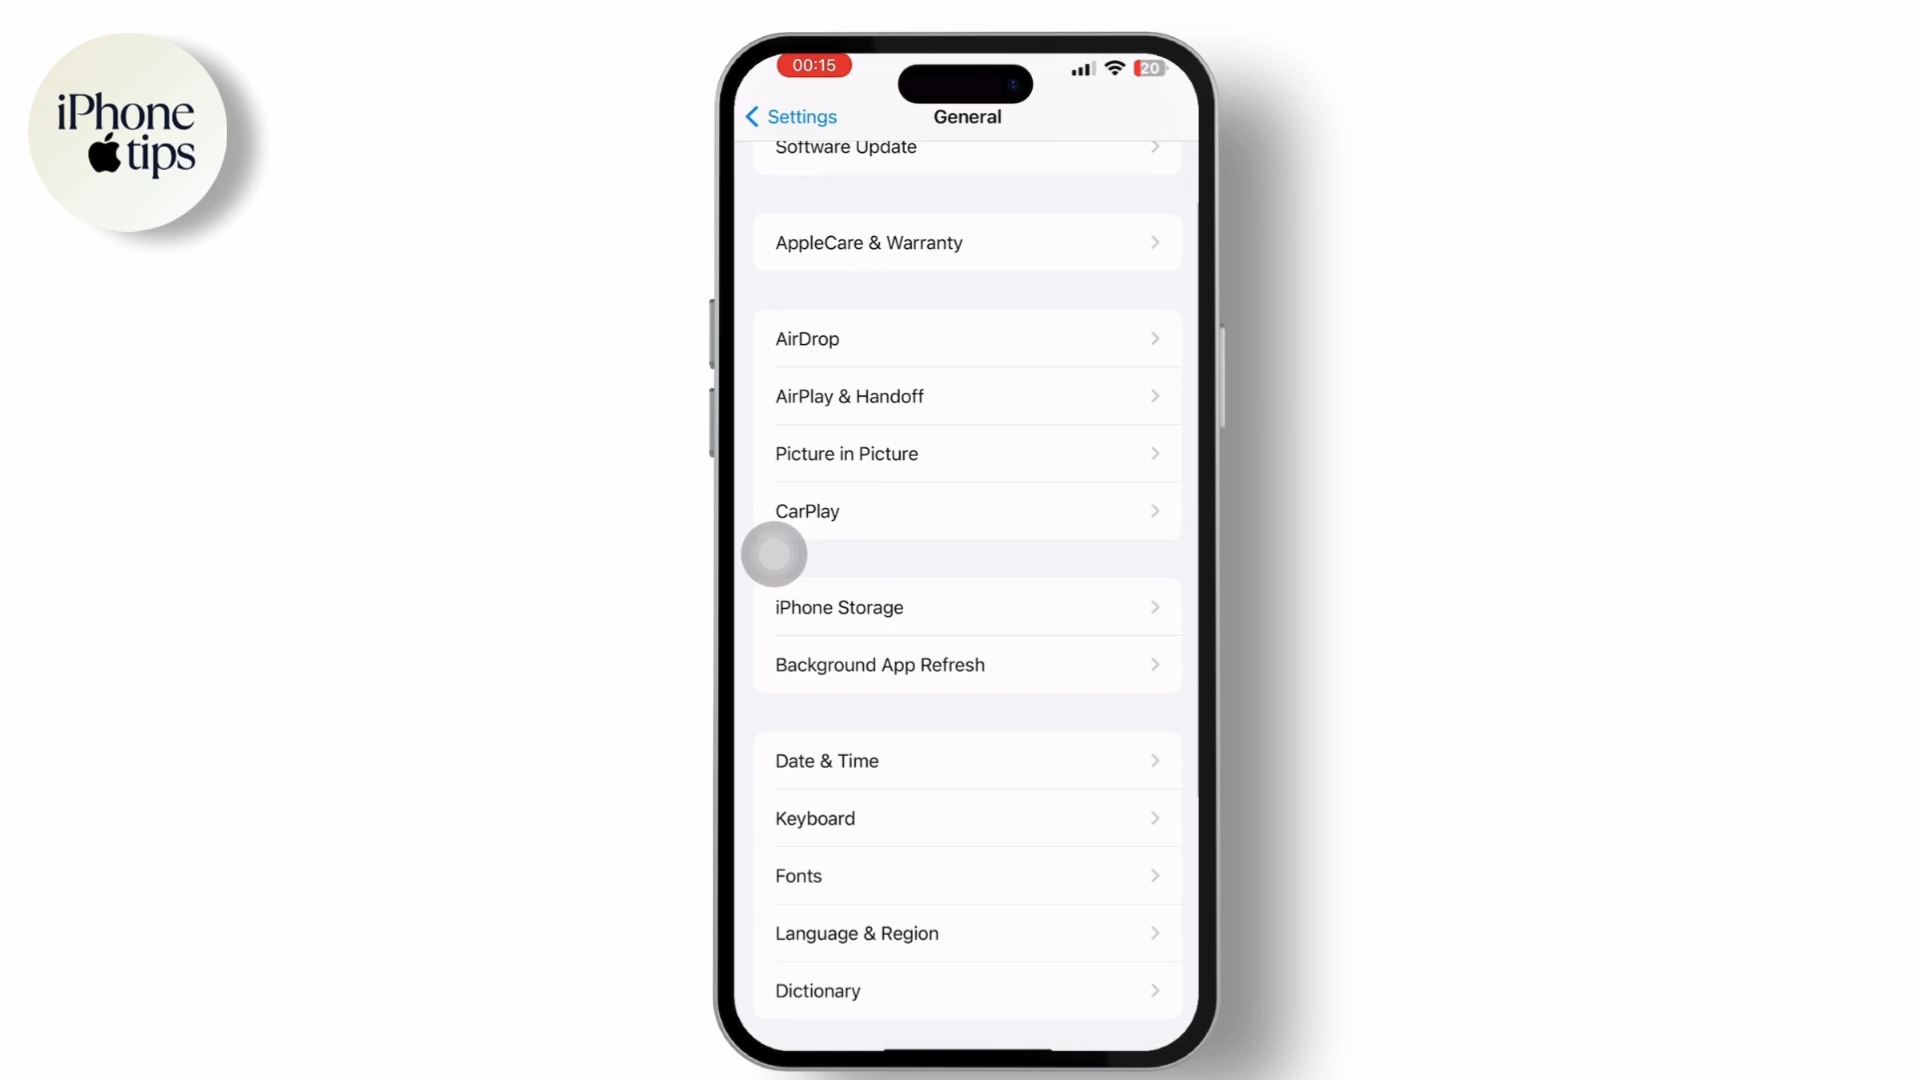 iPhone
tips
00:15
20
Settings
General
Software Update
AppleCare & Warranty
AirDrop
AirPlay & Handoff
Picture in Picture
CarPlay
iPhone Storage
Background App Refresh
Date & Time
Keyboard
Fonts
Language & Region
Dictionary